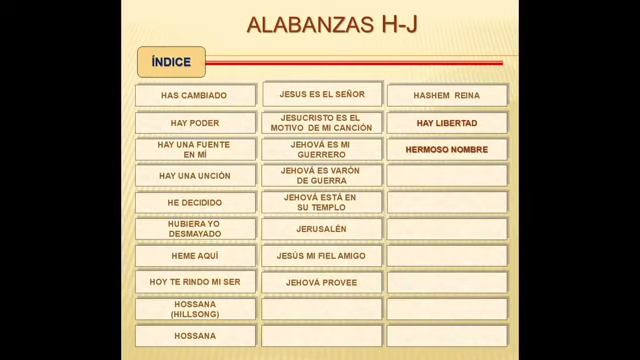 ALABANZAS H-J
ÍNDICE
HAS CAMBIADO
HAY PODER
HAY UNA FUENTE
EN MÍ
HAY UNA UNCIÓN
HE DECIDIDO
HUBIERA YO
DESMAYADO
HEME AQUÍ
HOY TE RINDO MI SER
HOSSANA
(HILLSONG)
HOSSANA
JESUS ES EL SEÑOR
JESUCRISTO ES EL
MOTIVO DE MI CANCIÓN
JEHOVÁ ES MI
GUERRERO
JEHOVÁ ES VARÓN
DE GUERRA
JEHOVÁ ESTÁ EN
SU TEMPLO
JERUSALÉN
JESÚS MI FIEL AMIGO
JEHOVÁ PROVEE
HASHEM REINA
HAY LIBERTAD
HERMOSO NOMBRE